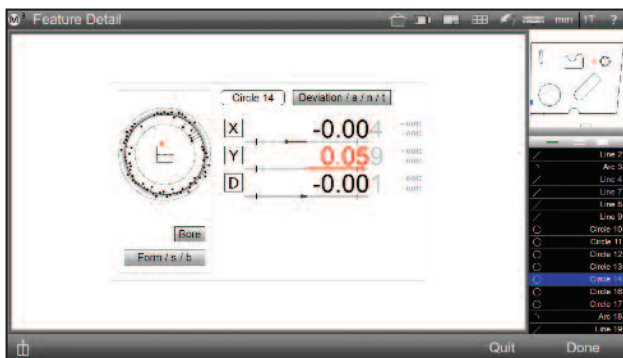 M³ Feature Detail mm 1T ?
Circle 14 Deviation / a / n / t
X -0.004
Y 0.059
D -0.001
Bore
Form / s / b
Line 2
Arc 3
Line 4
Line 7
Line 8
Line 9
Circle 10
Circle 11
Circle 12
Circle 13
Circle 14
Circle 16
Circle 17
Arc 18
Line 19
Quit Done